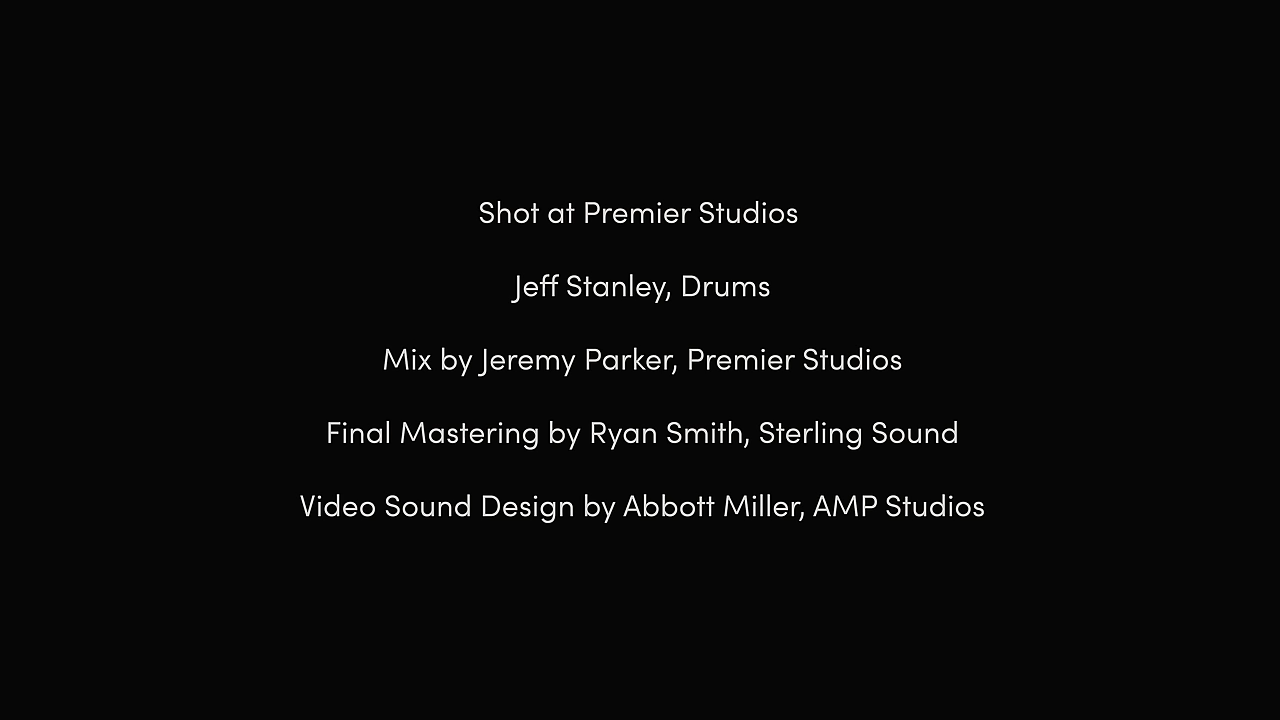 Shot at Premier Studios
Jeff Stanley, Drums
Mix by Jeremy Parker, Premier Studios
Final Mastering by Ryan Smith, Sterling Sound
Video Sound Design by Abbott Miller, AMP Studios